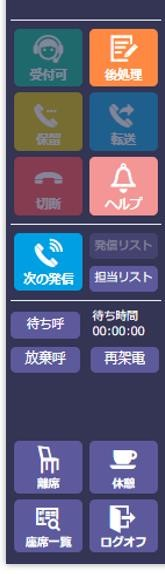 受付可
後処理
保留
転送
切断
ヘルプ
次の発信
発信リスト
担当リスト
待ち呼
待ち時間
00:00:00
放棄呼
再架電
離席
休憩
座席一覧
ログオフ